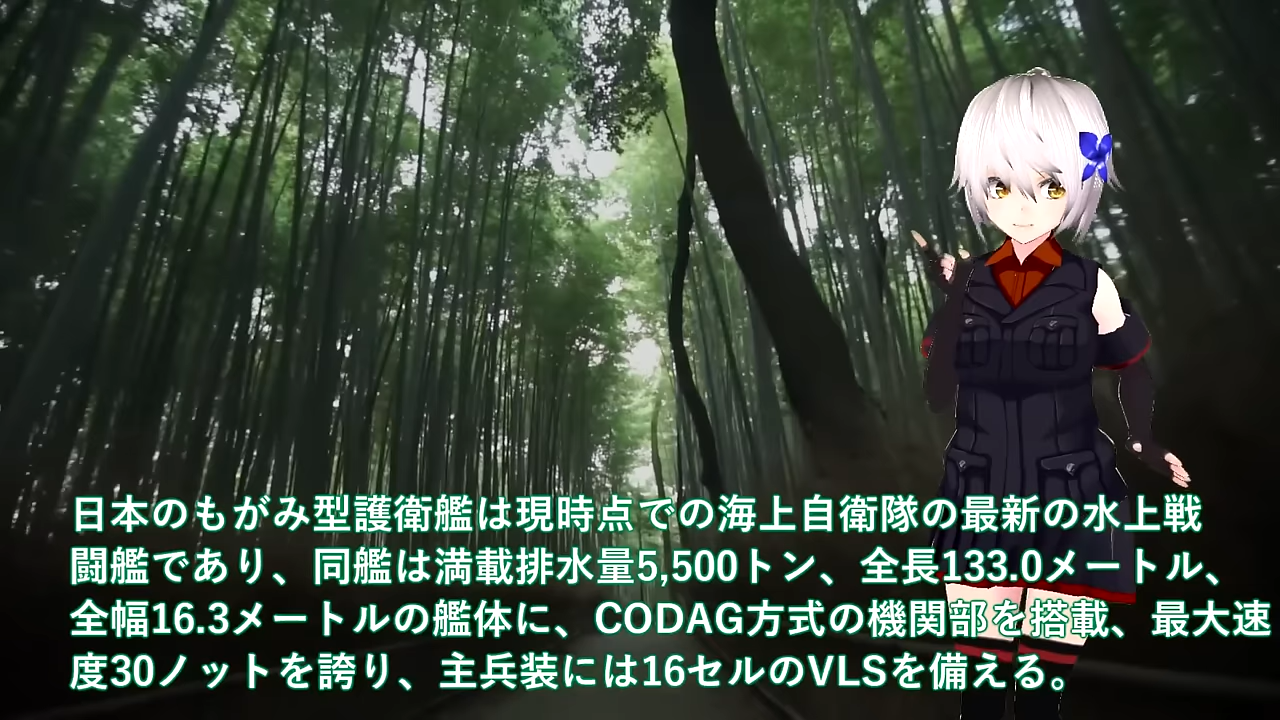 日本のもがみ型護衛艦は現時点での海上自衛隊の最新の水上戦
闘艦であり、同艦は満載排水量5,500トン、全長133.0メートル、
全幅16.3メートルの艦体に、CODAG方式の機関部を搭載、最大速
度30ノットを誇り、主兵装には16セルのVLSを備える。